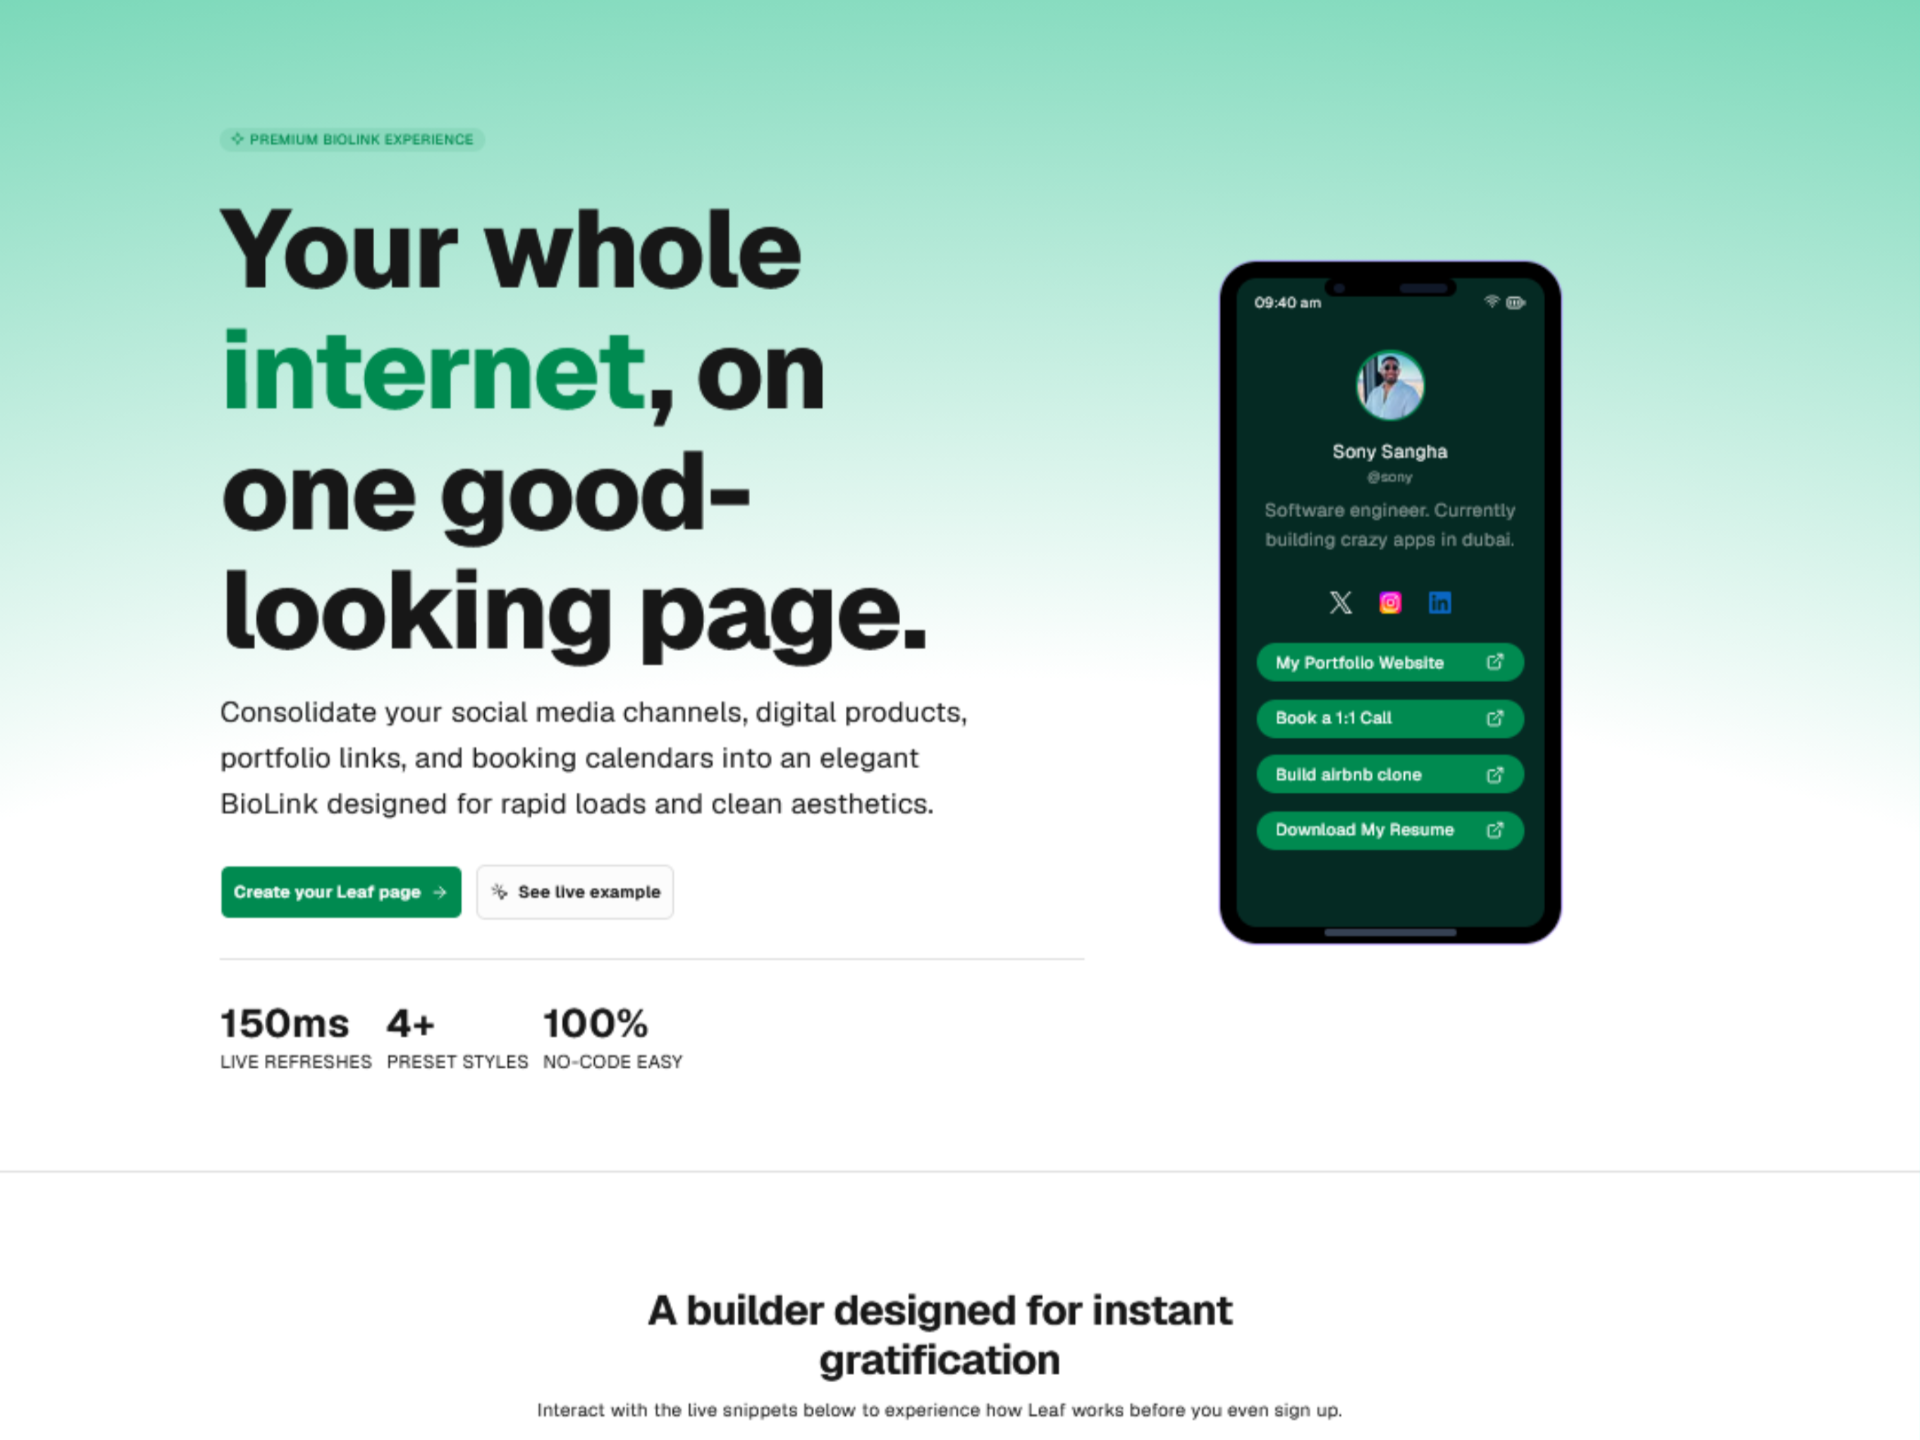 PREMIUM BIOLINK EXPERIENCE
Your whole
internet, on
one good-
looking page.
Consolidate your social media channels, digital products,
portfolio links, and booking calendars into an elegant
BioLink designed for rapid loads and clean aesthetics.
Create your Leaf page
See live example
150ms
LIVE REFRESHES
4+
PRESET STYLES
100%
NO-CODE EASY
09:40 am
Sony Sangha
@sony
Software engineer. Currently
building crazy apps in dubai.
My Portfolio Website
Book a 1:1 Call
Build airbnb clone
Download My Resume
A builder designed for instant
gratification
Interact with the live snippets below to experience how Leaf works before you even sign up.